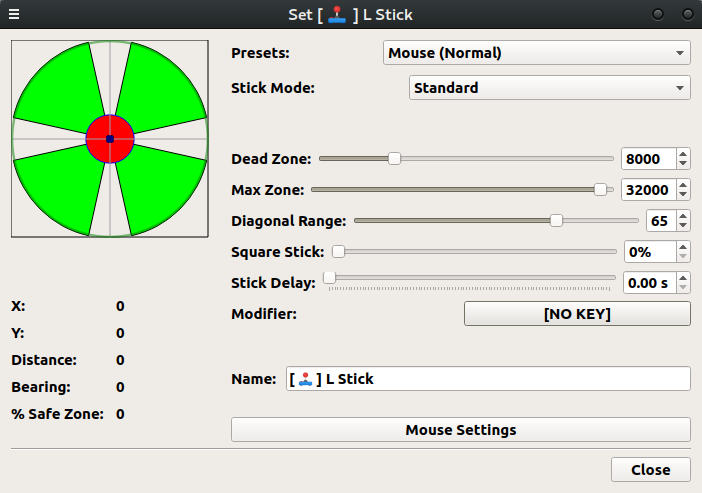 Set [ 🕹️ ] L Stick
Presets: Mouse (Normal)
Stick Mode: Standard
Dead Zone: 8000
Max Zone: 32000
Diagonal Range: 65
Square Stick: 0%
Stick Delay: 0.00 s
Modifier: [NO KEY]
X: 0
Y: 0
Distance: 0
Bearing: 0
% Safe Zone: 0
Name: [ 🕹️ ] L Stick
Mouse Settings
Close